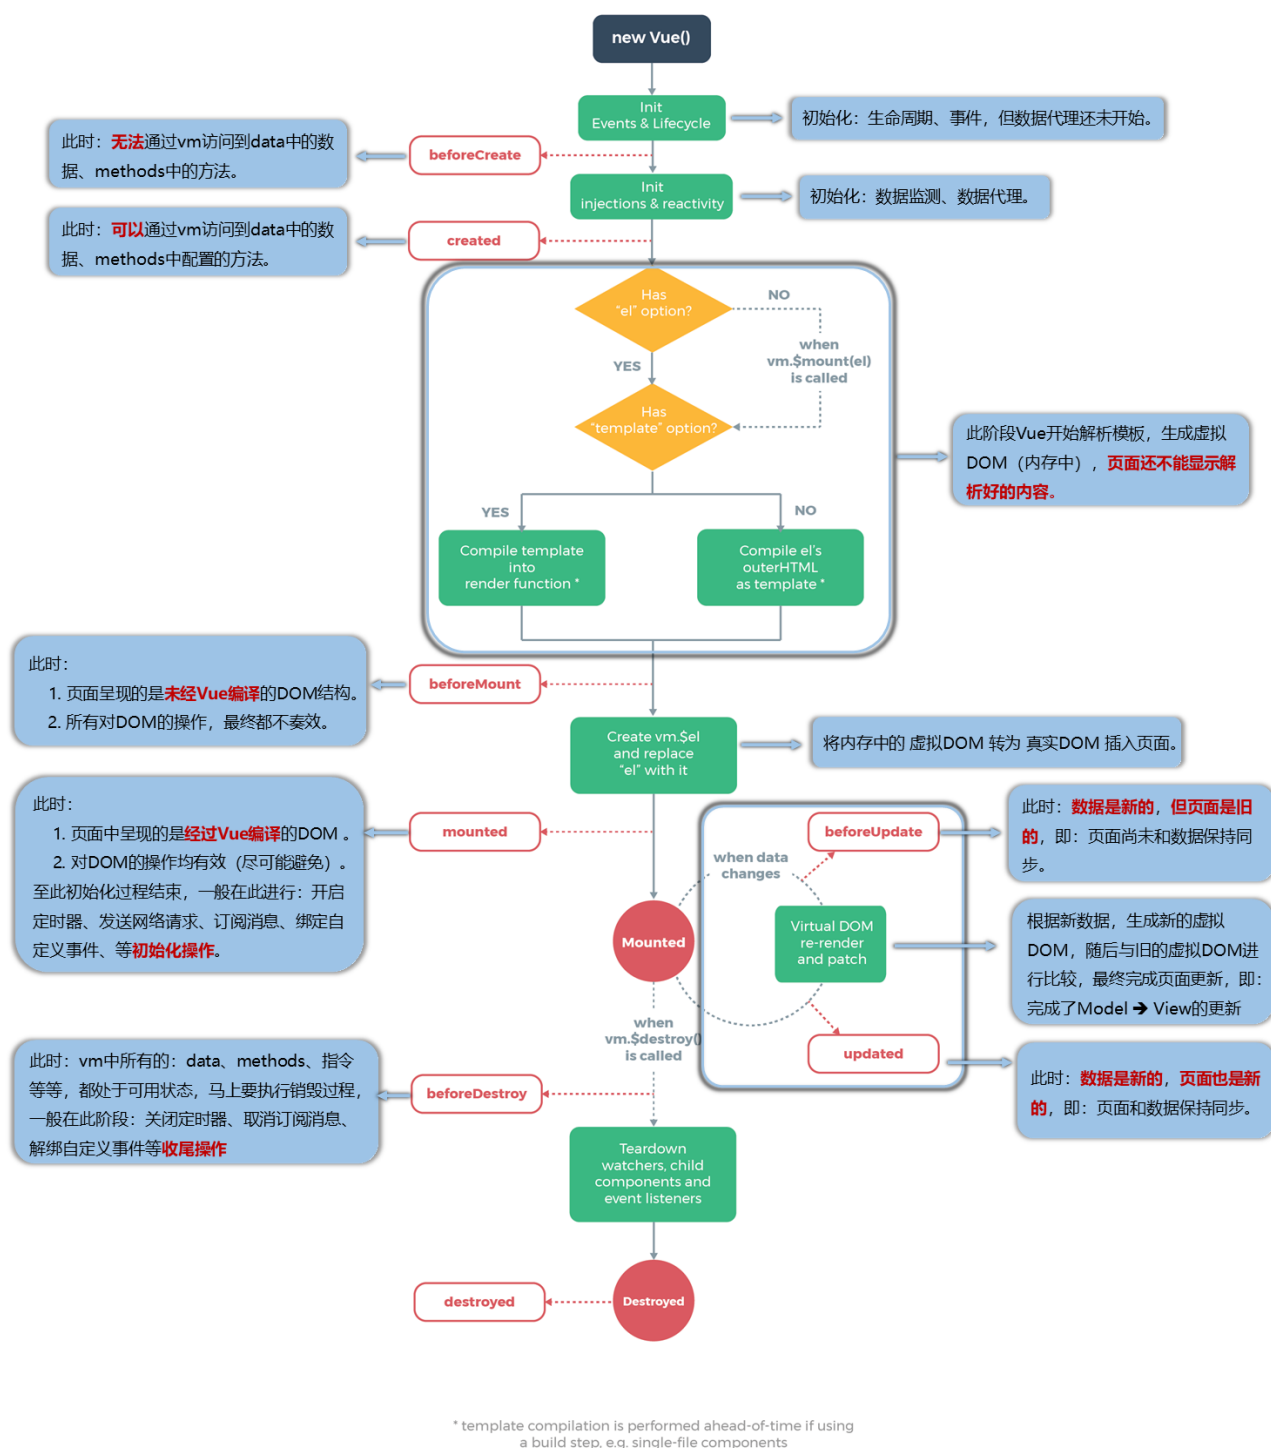 new Vue()
Init
Events & Lifecycle
初始化：生命周期、事件，但数据代理还未开始。
此时：无法通过vm访问到data中的数
据、methods中的方法。
beforeCreate
Init
injections & reactivity
初始化：数据监测、数据代理。
此时：可以通过vm访问到data中的数
据、methods中配置的方法。
created
Has
“el” option?
NO
when
vm.$mount(el)
is called
YES
Has
“template” option?
此阶段Vue开始解析模板，生成虚拟
DOM（内存中），页面还不能显示解
析好的内容。
YES
NO
Compile template
into
render function *
Compile el’s
outerHTML
as template *
此时：
1. 页面呈现的是未经Vue编译的DOM结构。
2. 所有对DOM的操作，最终都不奏效。
beforeMount
Create vm.$el
and replace
“el” with it
将内存中的 虚拟DOM 转为 真实DOM 插入页面。
此时：
1. 页面中呈现的是经过Vue编译的DOM 。
2. 对DOM的操作均有效（尽可能避免）。
至此初始化过程结束，一般在此进行：开启
定时器、发送网络请求、订阅消息、绑定自
定义事件、等初始化操作。
mounted
beforeUpdate
此时：数据是新的，但页面是旧
的，即：页面尚未和数据保持同
步。
when data
changes
Mounted
Virtual DOM
re-render
and patch
根据新数据，生成新的虚拟
DOM，随后与旧的虚拟DOM进
行比较，最终完成页面更新，即：
完成了Model ➔ View的更新
when
vm.$destroy()
is called
updated
此时：数据是新的，页面也是新
的，即：页面和数据保持同步。
此时：vm中所有的：data、methods、指令
等等，都处于可用状态，马上要执行销毁过程，
一般在此阶段：关闭定时器、取消订阅消息、
解绑自定义事件等收尾操作
beforeDestroy
Teardown
watchers, child
components and
event listeners
destroyed
Destroyed
* template compilation is performed ahead-of-time if using
a build step, e.g. single-file components